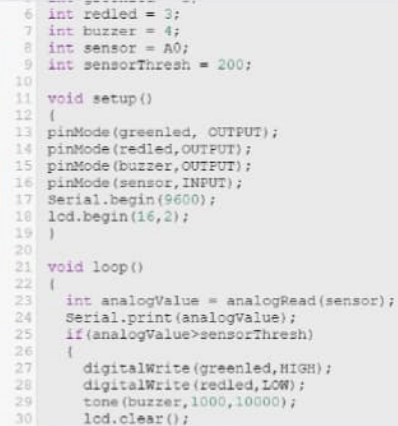 6 int redled = 3;
7 int buzzer = 4;
8 int sensor = A0;
9 int sensorThresh = 200;
10
11 void setup()
12 {
13 pinMode(greenled, OUTPUT);
14 pinMode(redled,OUTPUT);
15 pinMode(buzzer,OUTPUT);
16 pinMode(sensor,INPUT);
17 Serial.begin(9600);
18 lcd.begin(16,2);
19 }
20
21 void loop()
22 {
23 int analogValue = analogRead(sensor);
24 Serial.print(analogValue);
25 if(analogValue>sensorThresh)
26 {
27 digitalWrite(greenled,HIGH);
28 digitalWrite(redled,LOW);
29 tone(buzzer,1000,10000);
30 lcd.clear();